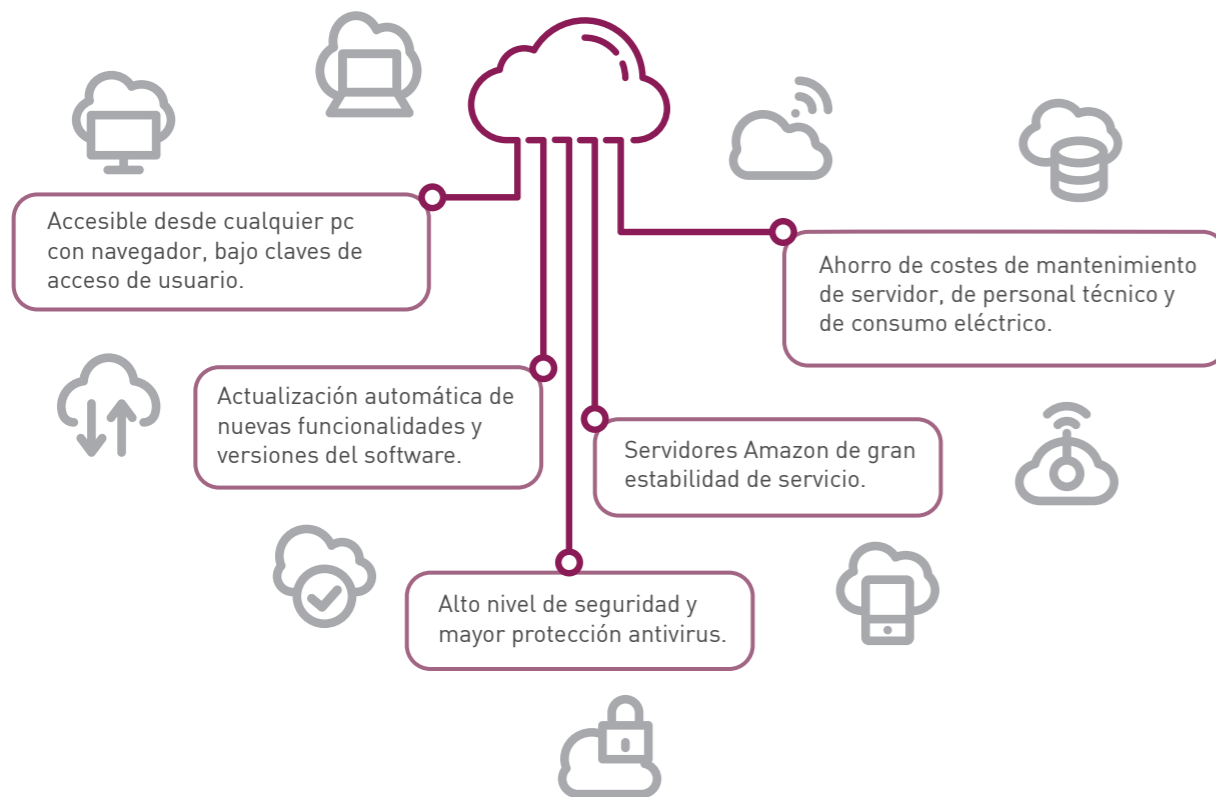 Accesible desde cualquier pc
con navegador, bajo claves de
acceso de usuario.
Ahorro de costes de mantenimiento
de servidor, de personal técnico y
de consumo eléctrico.
Actualización automática de
nuevas funcionalidades y
versiones del software.
Servidores Amazon de gran
estabilidad de servicio.
Alto nivel de seguridad y
mayor protección antivirus.